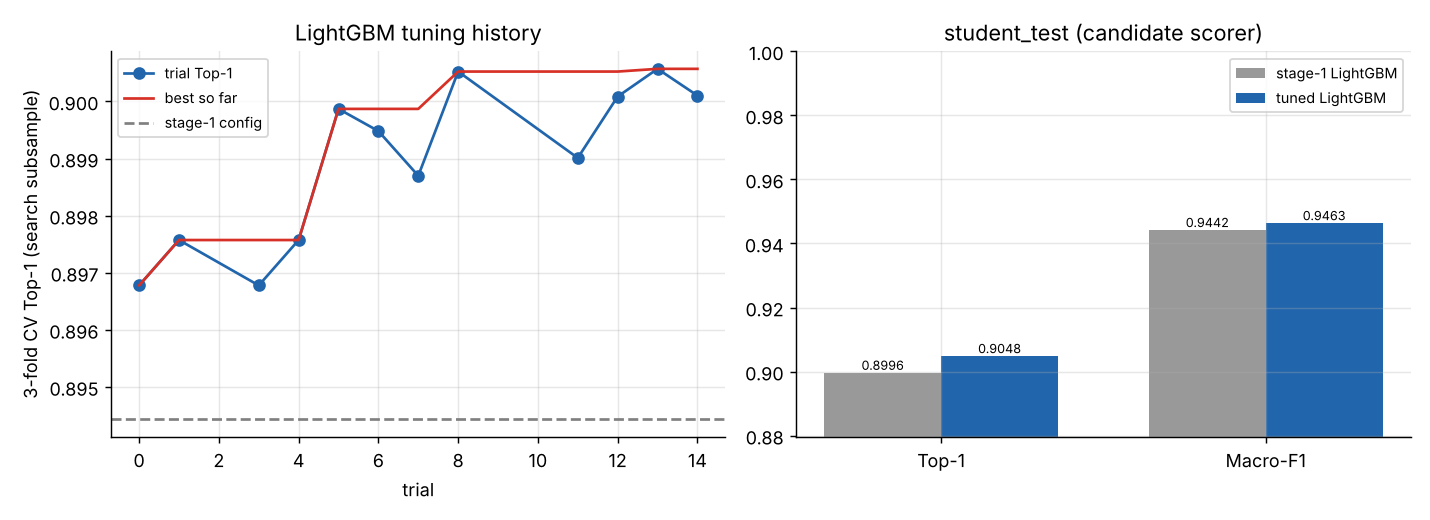 LightGBM tuning history
3-fold CV Top-1 (search subsample)
0.900
0.899
0.898
0.897
0.896
0.895
trial Top-1
best so far
stage-1 config
0
2
4
6
8
10
12
14
trial
student_test (candidate scorer)
1.00
0.98
0.96
0.94
0.92
0.90
0.88
stage-1 LightGBM
tuned LightGBM
0.8996
0.9048
0.9442
0.9463
Top-1
Macro-F1